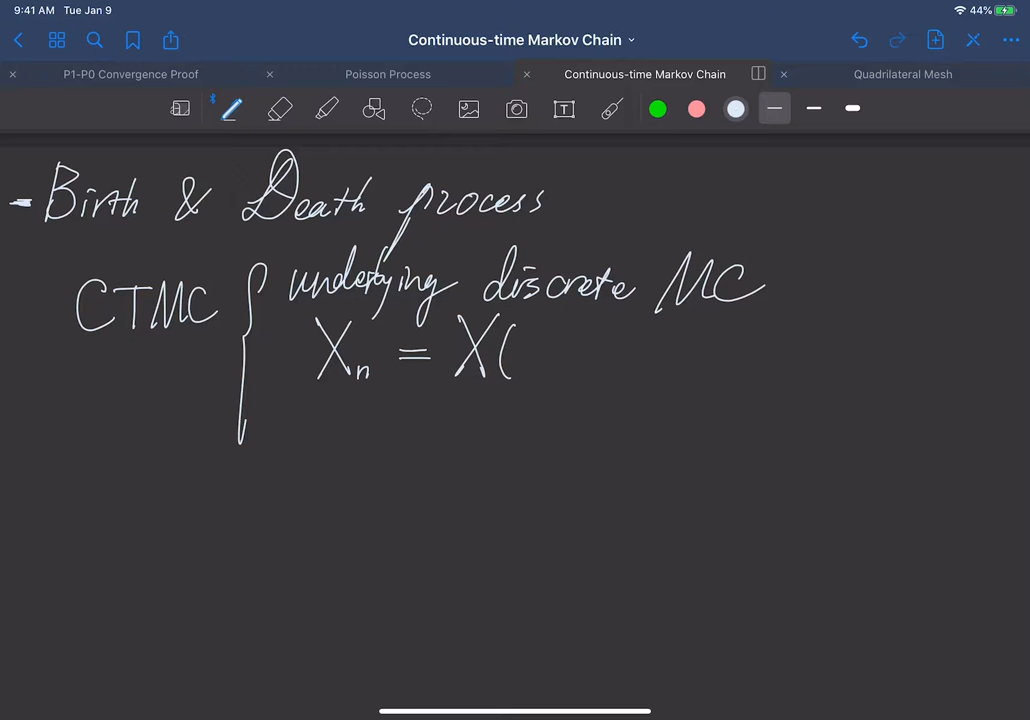 9:41 AM Tue Jan 9
44%
Continuous-time Markov Chain
P1-P0 Convergence Proof
Poisson Process
Continuous-time Markov Chain
Quadrilateral Mesh
T
- Birth & Death process
CTMC { underlying discrete MC
Xn = X(